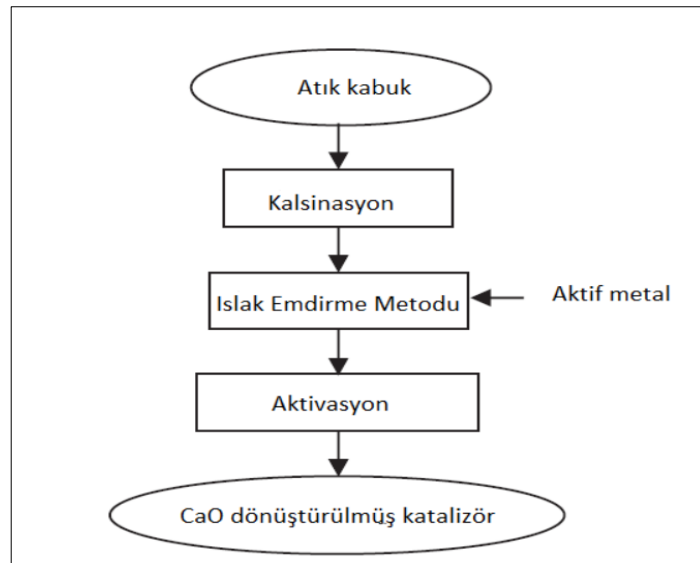 Atık kabuk
Kalsinasyon
Islak Emdirme Metodu
Aktif metal
Aktivasyon
CaO dönüştürülmüş katalizör